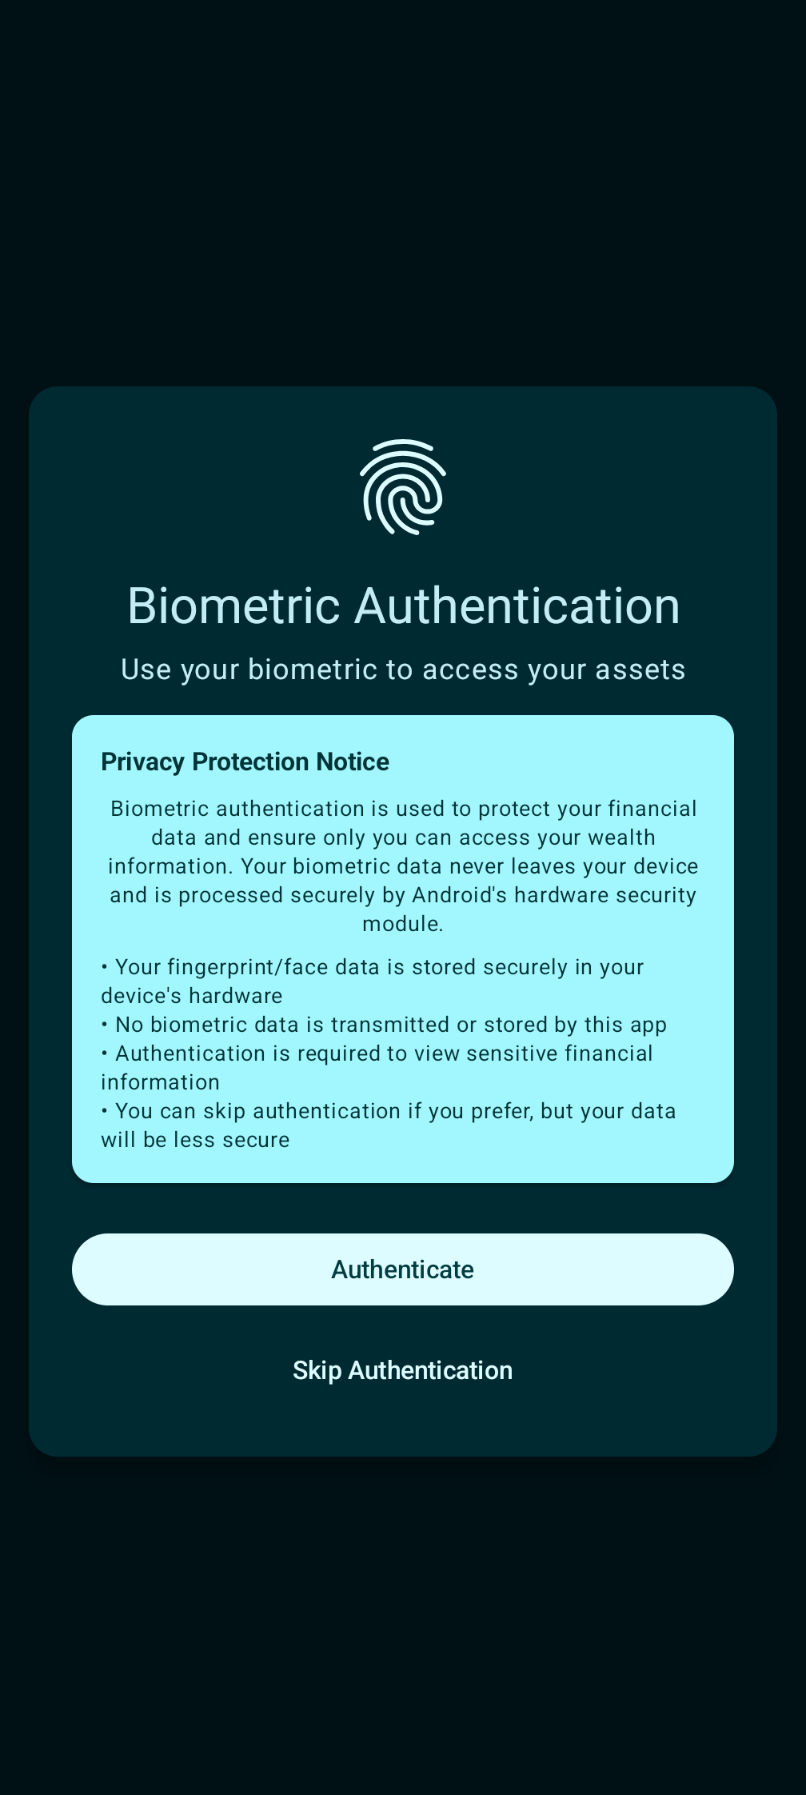 Biometric Authentication
Use your biometric to access your assets
Privacy Protection Notice
Biometric authentication is used to protect your financial
data and ensure only you can access your wealth
information. Your biometric data never leaves your device
and is processed securely by Android's hardware security
module.
• Your fingerprint/face data is stored securely in your
device's hardware
• No biometric data is transmitted or stored by this app
• Authentication is required to view sensitive financial
information
• You can skip authentication if you prefer, but your data
will be less secure
Authenticate
Skip Authentication